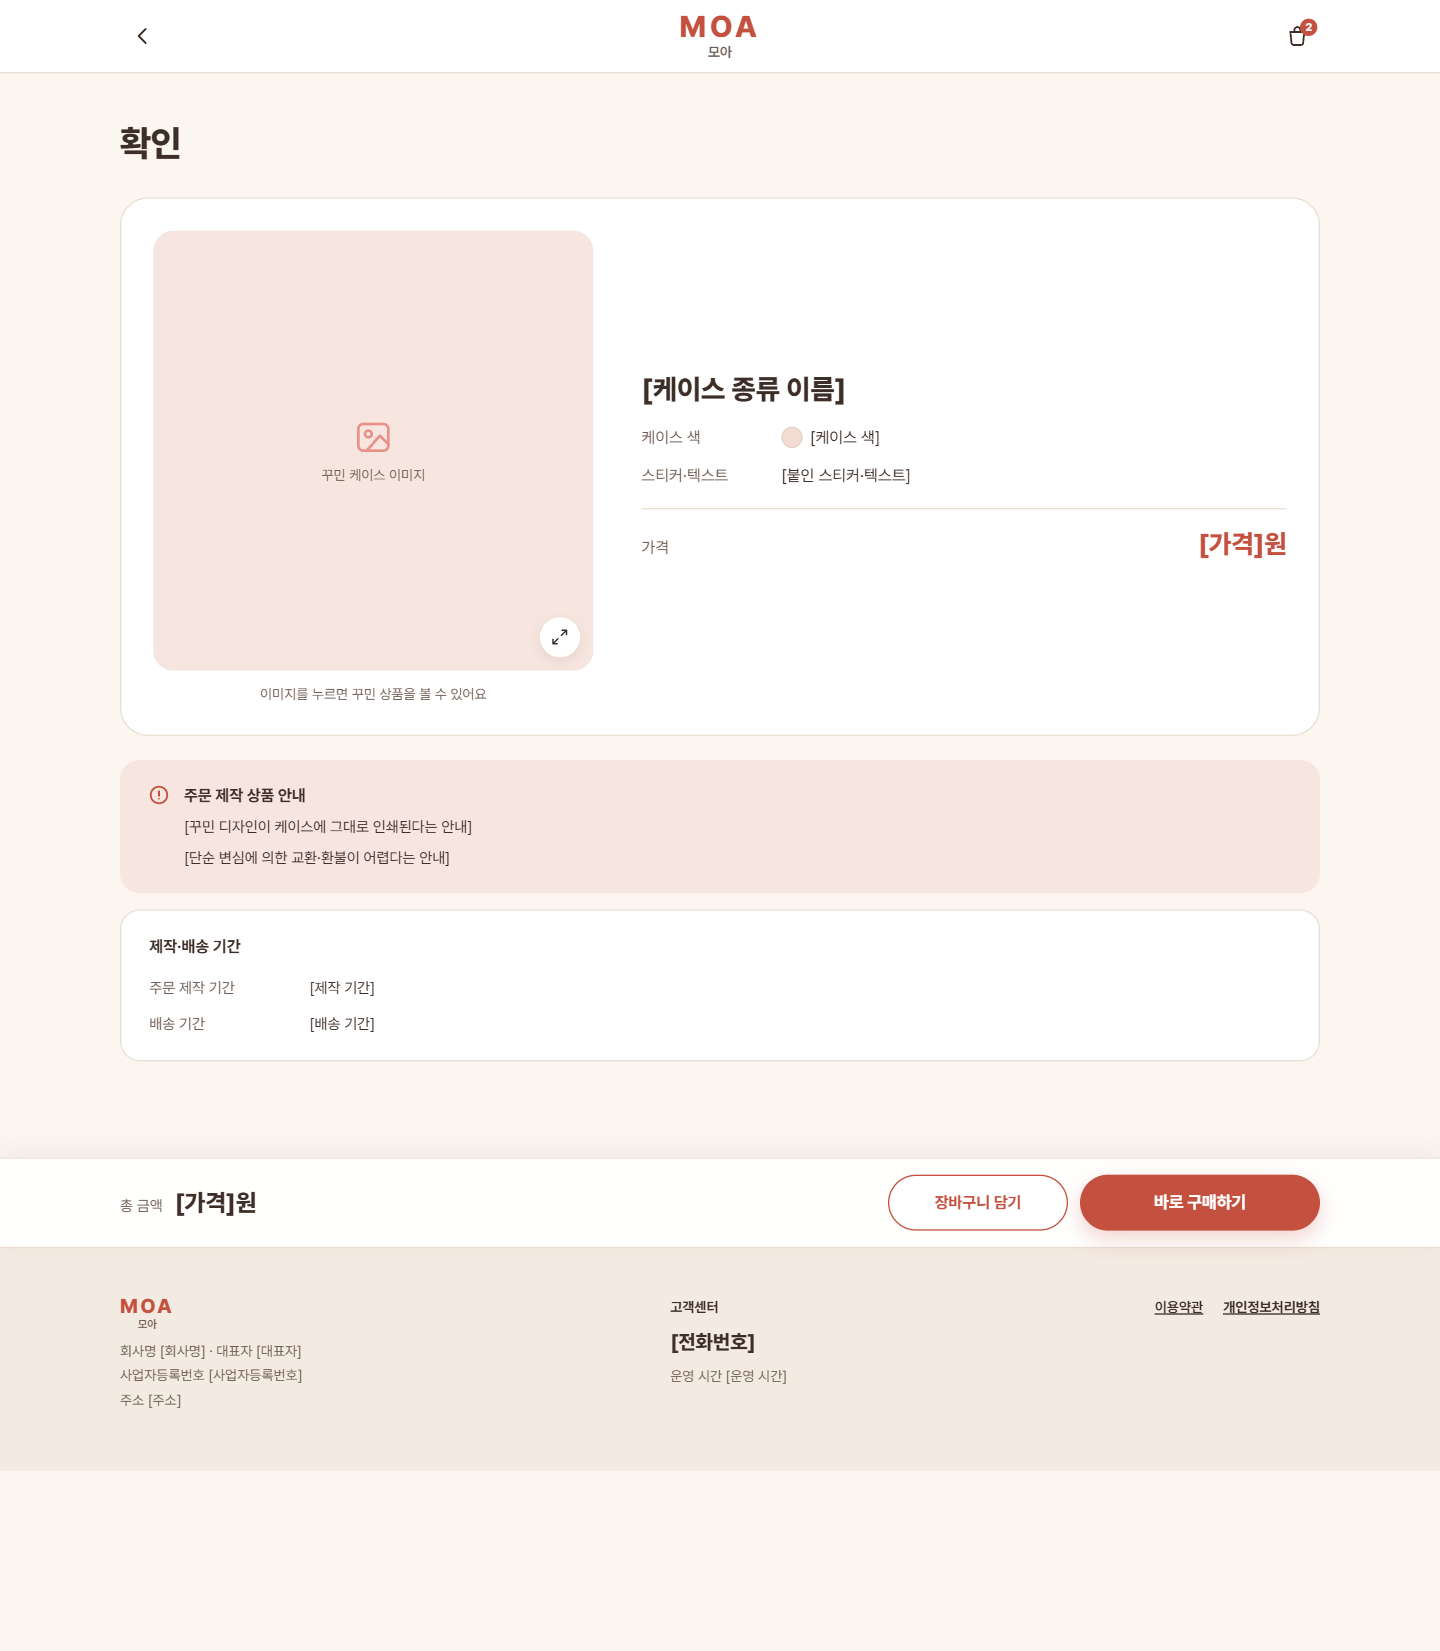 MOA
모아
2
확인
꾸민 케이스 이미지
이미지를 누르면 꾸민 상품을 볼 수 있어요
[케이스 종류 이름]
케이스 색 [케이스 색]
스티커·텍스트 [붙인 스티커·텍스트]
가격 [가격]원
주문 제작 상품 안내
[꾸민 디자인이 케이스에 그대로 인쇄된다는 안내]
[단순 변심에 의한 교환·환불이 어렵다는 안내]
제작·배송 기간
주문 제작 기간 [제작 기간]
배송 기간 [배송 기간]
총 금액 [가격]원
장바구니 담기
바로 구매하기
MOA
모아
회사명 [회사명] · 대표자 [대표자]
사업자등록번호 [사업자등록번호]
주소 [주소]
고객센터
[전화번호]
운영 시간 [운영 시간]
이용약관 개인정보처리방침